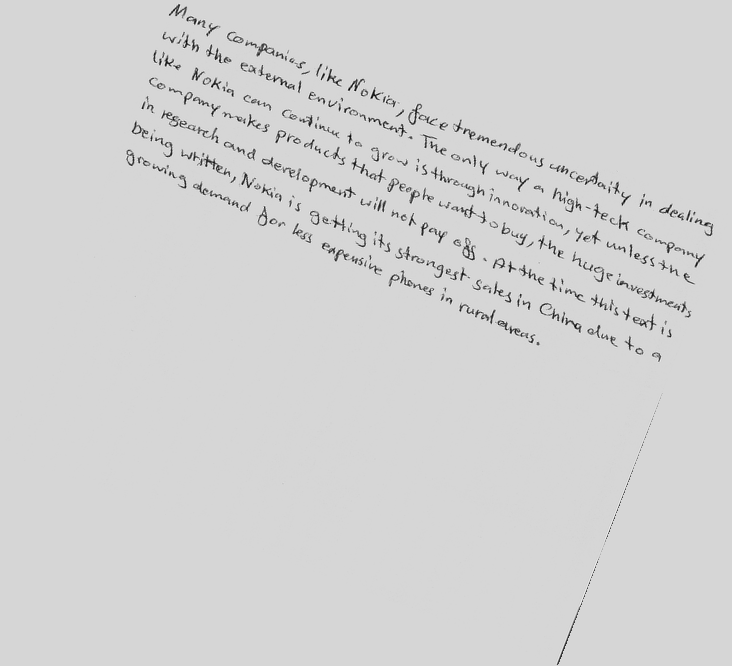 Many companies, like Nokia, face tremendous uncertaity in dealing
with the external environment. The only way a high-tech company
like Nokia can continue to grow is through innovation, yet unless the
company makes products that people want to buy, the huge investments
in research and development will not pay off. At the time this text is
being written, Nokia is getting its strongest sales in China due to a
growing demand for less expensive phones in rural areas.